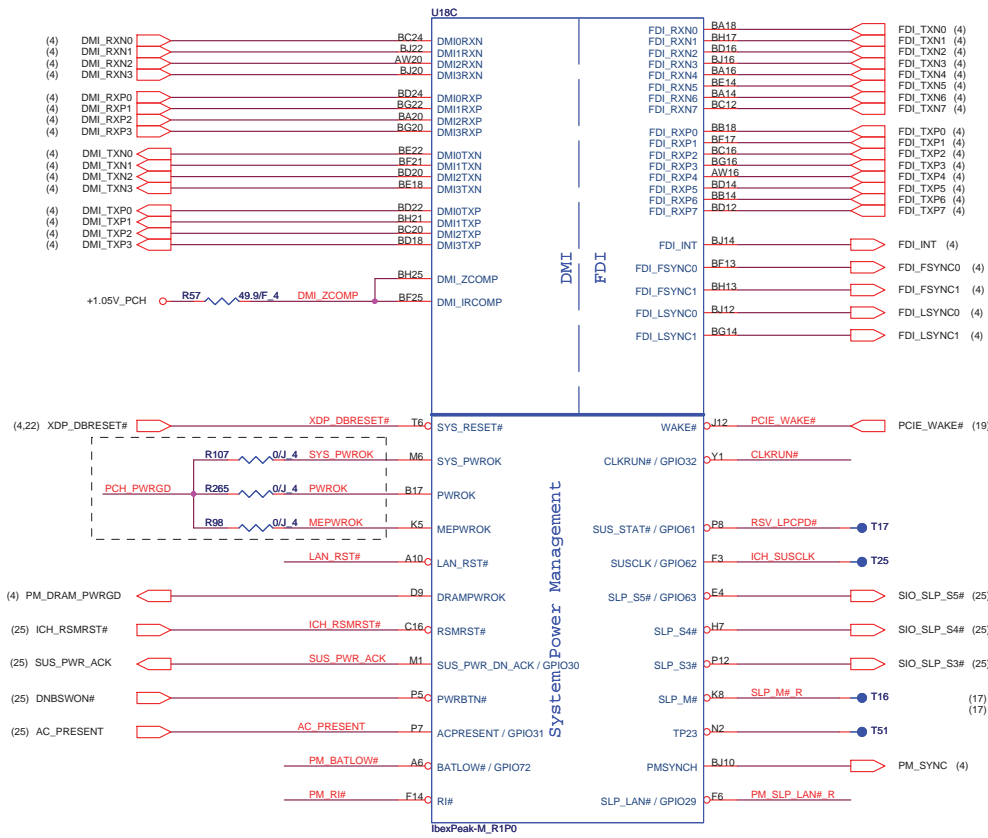 U18C
(4) DMI_RXN0 BC24 DMI0RXN
(4) DMI_RXN1 BJ22 DMI1RXN
(4) DMI_RXN2 AW20 DMI2RXN
(4) DMI_RXN3 BJ20 DMI3RXN
(4) DMI_RXP0 BD24 DMI0RXP
(4) DMI_RXP1 BG22 DMI1RXP
(4) DMI_RXP2 BA20 DMI2RXP
(4) DMI_RXP3 BG20 DMI3RXP
(4) DMI_TXN0 BE22 DMI0TXN
(4) DMI_TXN1 BF21 DMI1TXN
(4) DMI_TXN2 BD20 DMI2TXN
(4) DMI_TXN3 BE18 DMI3TXN
(4) DMI_TXP0 BD22 DMI0TXP
(4) DMI_TXP1 BH21 DMI1TXP
(4) DMI_TXP2 BC20 DMI2TXP
(4) DMI_TXP3 BD18 DMI3TXP
BH25 DMI_ZCOMP
+1.05V_PCH R57 49.9/F_4 DMI_ZCOMP BF25 DMI_IRCOMP
DMI
FDI
FDI_RXN0 BA18 FDI_TXN0 (4)
FDI_RXN1 BH17 FDI_TXN1 (4)
FDI_RXN2 BD16 FDI_TXN2 (4)
FDI_RXN3 BJ16 FDI_TXN3 (4)
FDI_RXN4 BA16 FDI_TXN4 (4)
FDI_RXN5 BE14 FDI_TXN5 (4)
FDI_RXN6 BA14 FDI_TXN6 (4)
FDI_RXN7 BC12 FDI_TXN7 (4)
FDI_RXP0 BB18 FDI_TXP0 (4)
FDI_RXP1 BF17 FDI_TXP1 (4)
FDI_RXP2 BC16 FDI_TXP2 (4)
FDI_RXP3 BG16 FDI_TXP3 (4)
FDI_RXP4 AW16 FDI_TXP4 (4)
FDI_RXP5 BD14 FDI_TXP5 (4)
FDI_RXP6 BB14 FDI_TXP6 (4)
FDI_RXP7 BD12 FDI_TXP7 (4)
FDI_INT BJ14 FDI_INT (4)
FDI_FSYNC0 BF13 FDI_FSYNC0 (4)
FDI_FSYNC1 BH13 FDI_FSYNC1 (4)
FDI_LSYNC0 BJ12 FDI_LSYNC0 (4)
FDI_LSYNC1 BG14 FDI_LSYNC1 (4)
(4,22) XDP_DBRESET# XDP_DBRESET# T6 SYS_RESET#
R107 0/J_4 SYS_PWROK M6 SYS_PWROK
PCH_PWRGD R265 0/J_4 PWROK B17 PWROK
R98 0/J_4 MEPWROK K5 MEPWROK
LAN_RST# A10 LAN_RST#
(4) PM_DRAM_PWRGD D9 DRAMPWROK
(25) ICH_RSMRST# ICH_RSMRST# C16 RSMRST#
(25) SUS_PWR_ACK SUS_PWR_ACK M1 SUS_PWR_DN_ACK / GPIO30
(25) DNBSWON# P5 PWRBTN#
(25) AC_PRESENT AC_PRESENT P7 ACPRESENT / GPIO31
PM_BATLOW# A6 BATLOW# / GPIO72
PM_RI# F14 RI#
System Power Management
WAKE# J12 PCIE_WAKE# PCIE_WAKE# (19)
CLKRUN# / GPIO32 Y1 CLKRUN#
SUS_STAT# / GPIO61 P8 RSV_LPCPD# T17
SUSCLK / GPIO62 F3 ICH_SUSCLK T25
SLP_S5# / GPIO63 E4 SIO_SLP_S5# (25)
SLP_S4# H7 SIO_SLP_S4# (25)
SLP_S3# P12 SIO_SLP_S3# (25)
SLP_M# K8 SLP_M#_R T16 (17)
(17)
TP23 N2 T51
PMSYNCH BJ10 PM_SYNC (4)
SLP_LAN# / GPIO29 F6 PM_SLP_LAN#_R
IbexPeak-M_R1P0